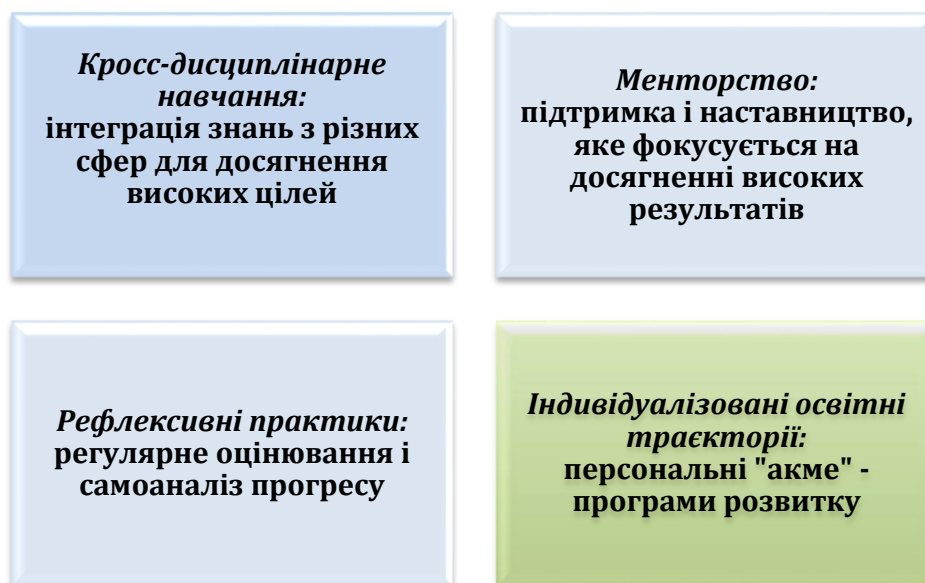 Кросс-дисциплінарне
навчання:
інтеграція знань з різних
сфер для досягнення
високих цілей
Менторство:
підтримка і наставництво,
яке фокусується на
досягненні високих
результатів
Рефлексивні практики:
регулярне оцінювання і
самоаналіз прогресу
Індивідуалізовані освітні
траєкторії:
персональні "акме" -
програми розвитку